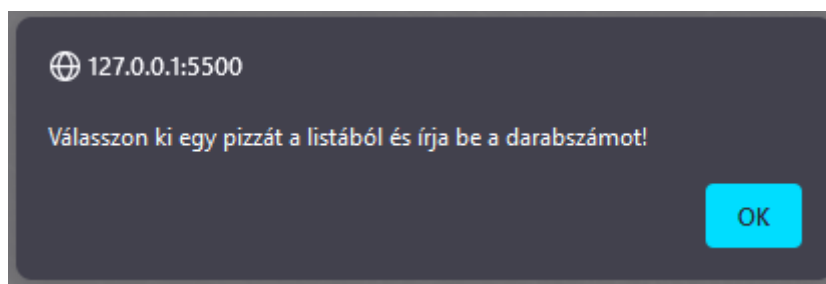 127.0.0.1:5500
Válasszon ki egy pizzát a listából és írja be a darabszámot!
OK